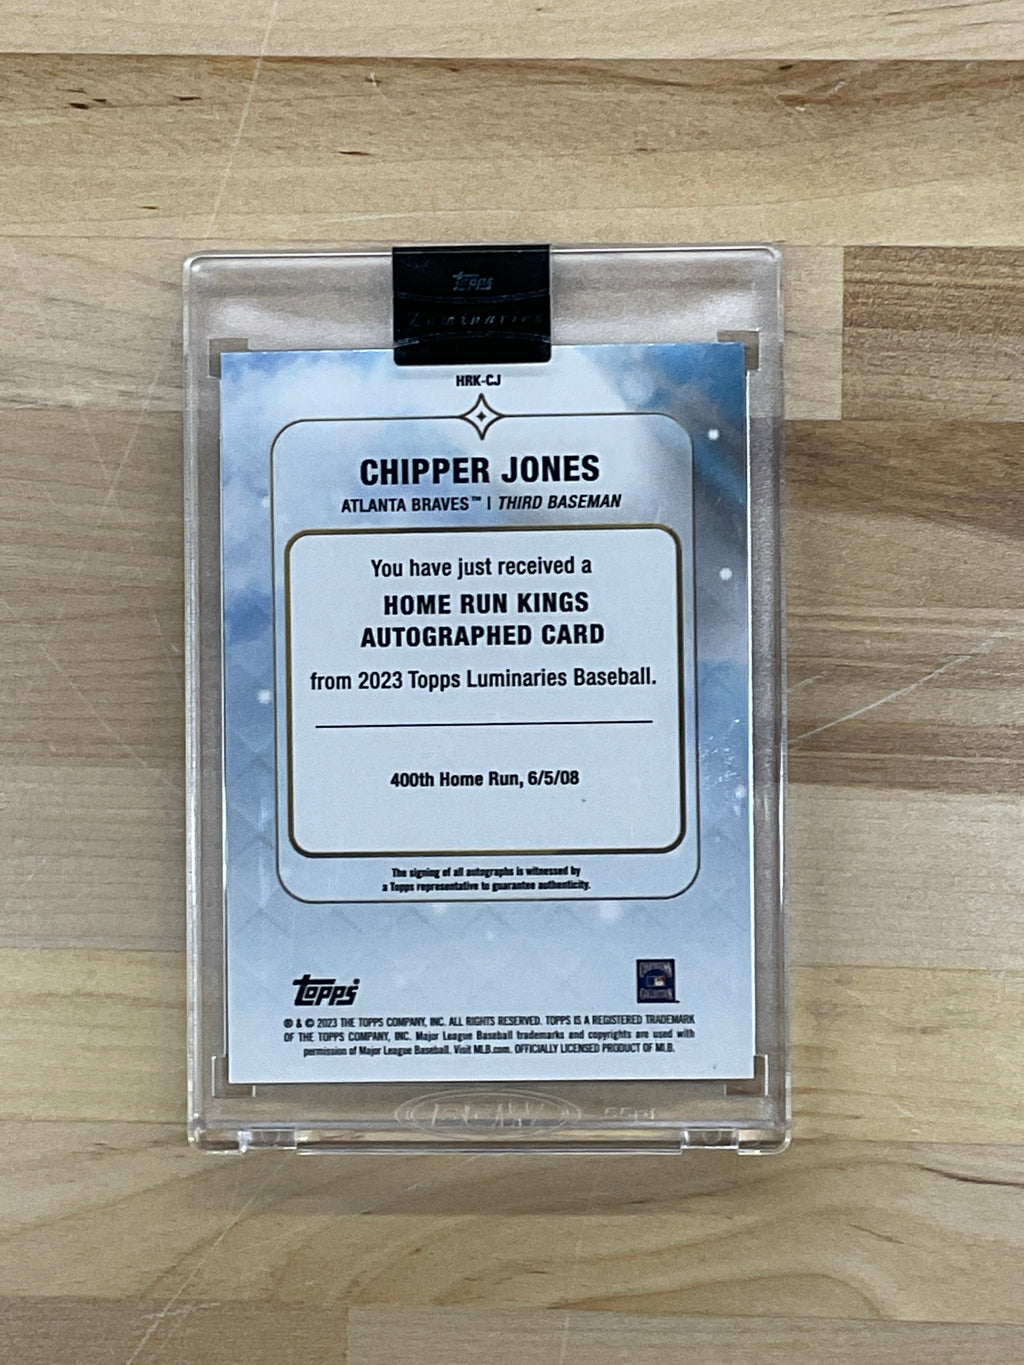 Topps
Luminaries
HRK-CJ
CHIPPER JONES
ATLANTA BRAVES™ | THIRD BASEMAN
You have just received a
HOME RUN KINGS
AUTOGRAPHED CARD
from 2023 Topps Luminaries Baseball.
400th Home Run, 6/5/08
The signing of all autographs is witnessed by
a Topps representative to guarantee authenticity.
Topps
® & © 2023 THE TOPPS COMPANY, INC. ALL RIGHTS RESERVED. TOPPS IS A REGISTERED TRADEMARK
OF THE TOPPS COMPANY, INC. Major League Baseball trademarks and copyrights are used with
permission of Major League Baseball. Visit MLB.com. OFFICIALLY LICENSED PRODUCT OF MLB.